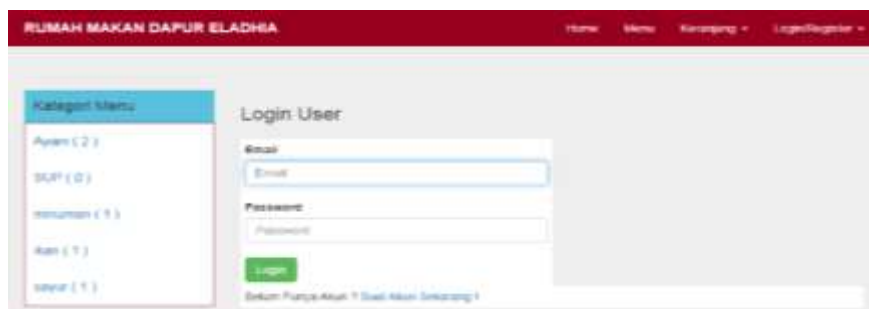 RUMAH MAKAN DAPUR ELADHIA
Home Menu Keranjang Login/Register
Kategori Menu
Ayam ( 2 )
SUP ( 0 )
minuman ( 1 )
ikan ( 1 )
sayur ( 1 )
Login User
Email
Email
Password
Password
Login
Belum Punya Akun ? Buat Akun Sekarang !